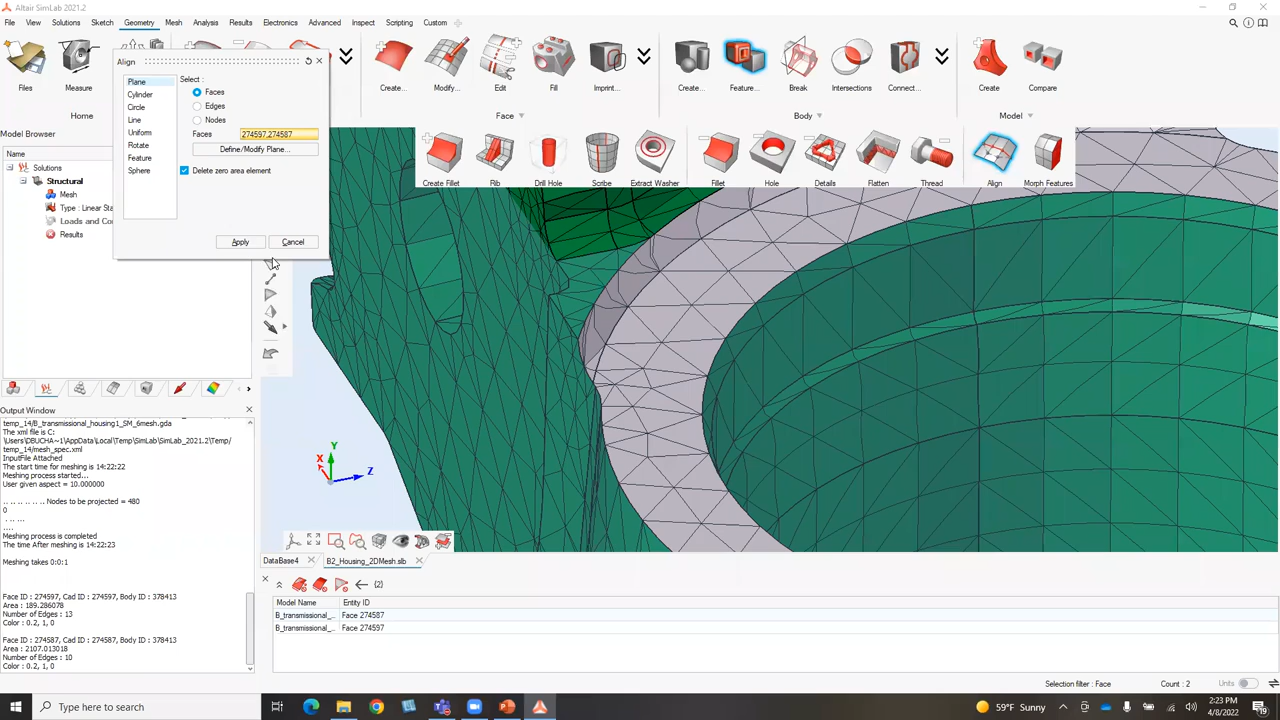 Altair SimLab 2021.2
File View Solutions Sketch Geometry Mesh Analysis Results Electronics Advanced Inspect Scripting Custom
Files Measure
Home
Create... Modify... Edit Fill Imprint...
Face
Create... Feature... Break Intersections Connect...
Body
Create Compare
Model
Create Fillet Rib Drill Hole Scribe Extract Washer Fillet Hole Details Flatten Thread Align Morph Features
Align
Plane
Cylinder
Circle
Line
Uniform
Rotate
Feature
Sphere
Select :
Faces
Edges
Nodes
Faces 274597,274587
Define/Modify Plane...
Delete zero area element
Apply Cancel
Model Browser
Name
Solutions
Structural
Mesh
Type : Linear Sta
Loads and Co
Results
Output Window
temp_14/B_transmissional_housing1_SM_6mesh.gda
The xml file is C:
\Users\DBUCHA~1\AppData\Local\Temp\SimLab\SimLab_2021.2\Temp/
temp_14/mesh_spec.xml
InputFile Attached
The start time for meshing is 14:22:22
Meshing process started...
User given aspect = 10.000000
.. .. .. .. .. .. Nodes to be projected = 480
0
. .. ...
....
Meshing process is completed
The time After meshing is 14:22:23
Meshing takes 0:0:1
Face ID : 274597, Cad ID : 274597, Body ID : 378413
Area : 189.286078
Number of Edges : 13
Color : 0.2, 1, 0
Face ID : 274587, Cad ID : 274587, Body ID : 378413
Area : 2107.013018
Number of Edges : 10
Color : 0.2, 1, 0
Y
X
Z
DataBase4 B2_Housing_2DMesh.slb
(2)
Model Name Entity ID
B_transmissional_... Face 274587
B_transmissional_... Face 274597
Selection filter : Face Count : 2 Units
Type here to search
59°F Sunny
2:23 PM
4/8/2022